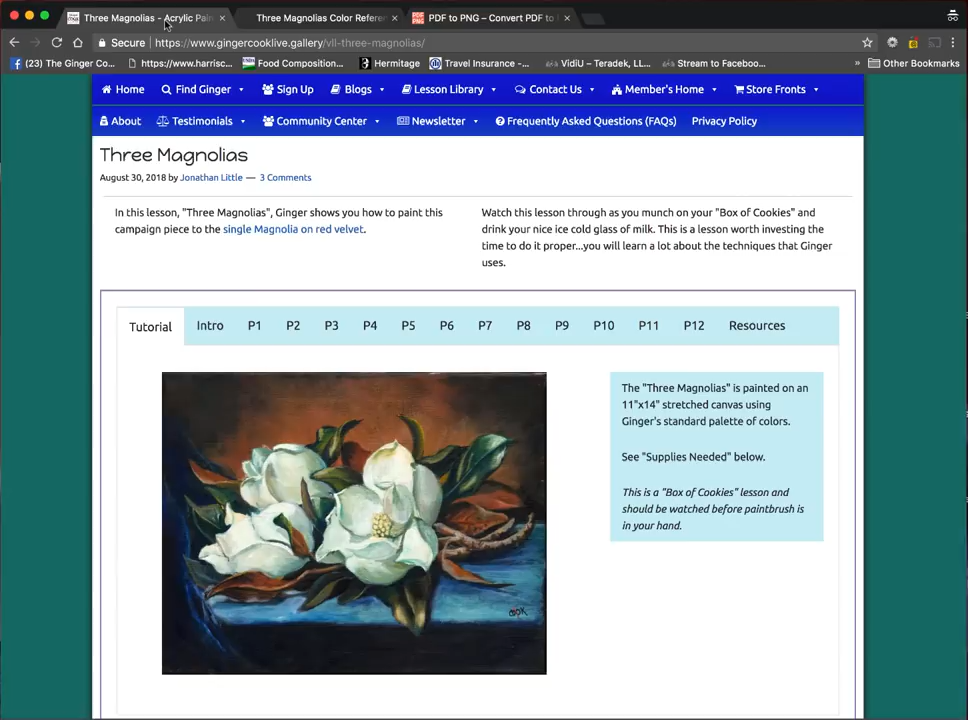 Three Magnolias - Acrylic Pain
Three Magnolias Color Referen
PDF to PNG – Convert PDF to
Secure
https://www.gingercooklive.gallery/vll-three-magnolias/
(23) The Ginger Co...
https://www.harrisc...
Food Composition...
Hermitage
Travel Insurance -...
VidiU – Teradek, LL...
Stream to Faceboo...
»
Other Bookmarks
Home
Find Ginger
Sign Up
Blogs
Lesson Library
Contact Us
Member's Home
Store Fronts
About
Testimonials
Community Center
Newsletter
Frequently Asked Questions (FAQs)
Privacy Policy
Three Magnolias
August 30, 2018 by Jonathan Little — 3 Comments
In this lesson, "Three Magnolias", Ginger shows you how to paint this
campaign piece to the single Magnolia on red velvet.
Watch this lesson through as you munch on your "Box of Cookies" and
drink your nice ice cold glass of milk. This is a lesson worth investing the
time to do it proper...you will learn a lot about the techniques that Ginger
uses.
Tutorial
Intro
P1
P2
P3
P4
P5
P6
P7
P8
P9
P10
P11
P12
Resources
The "Three Magnolias" is painted on an
11"x14" stretched canvas using
Ginger's standard palette of colors.
See "Supplies Needed" below.
This is a "Box of Cookies" lesson and
should be watched before paintbrush is
in your hand.